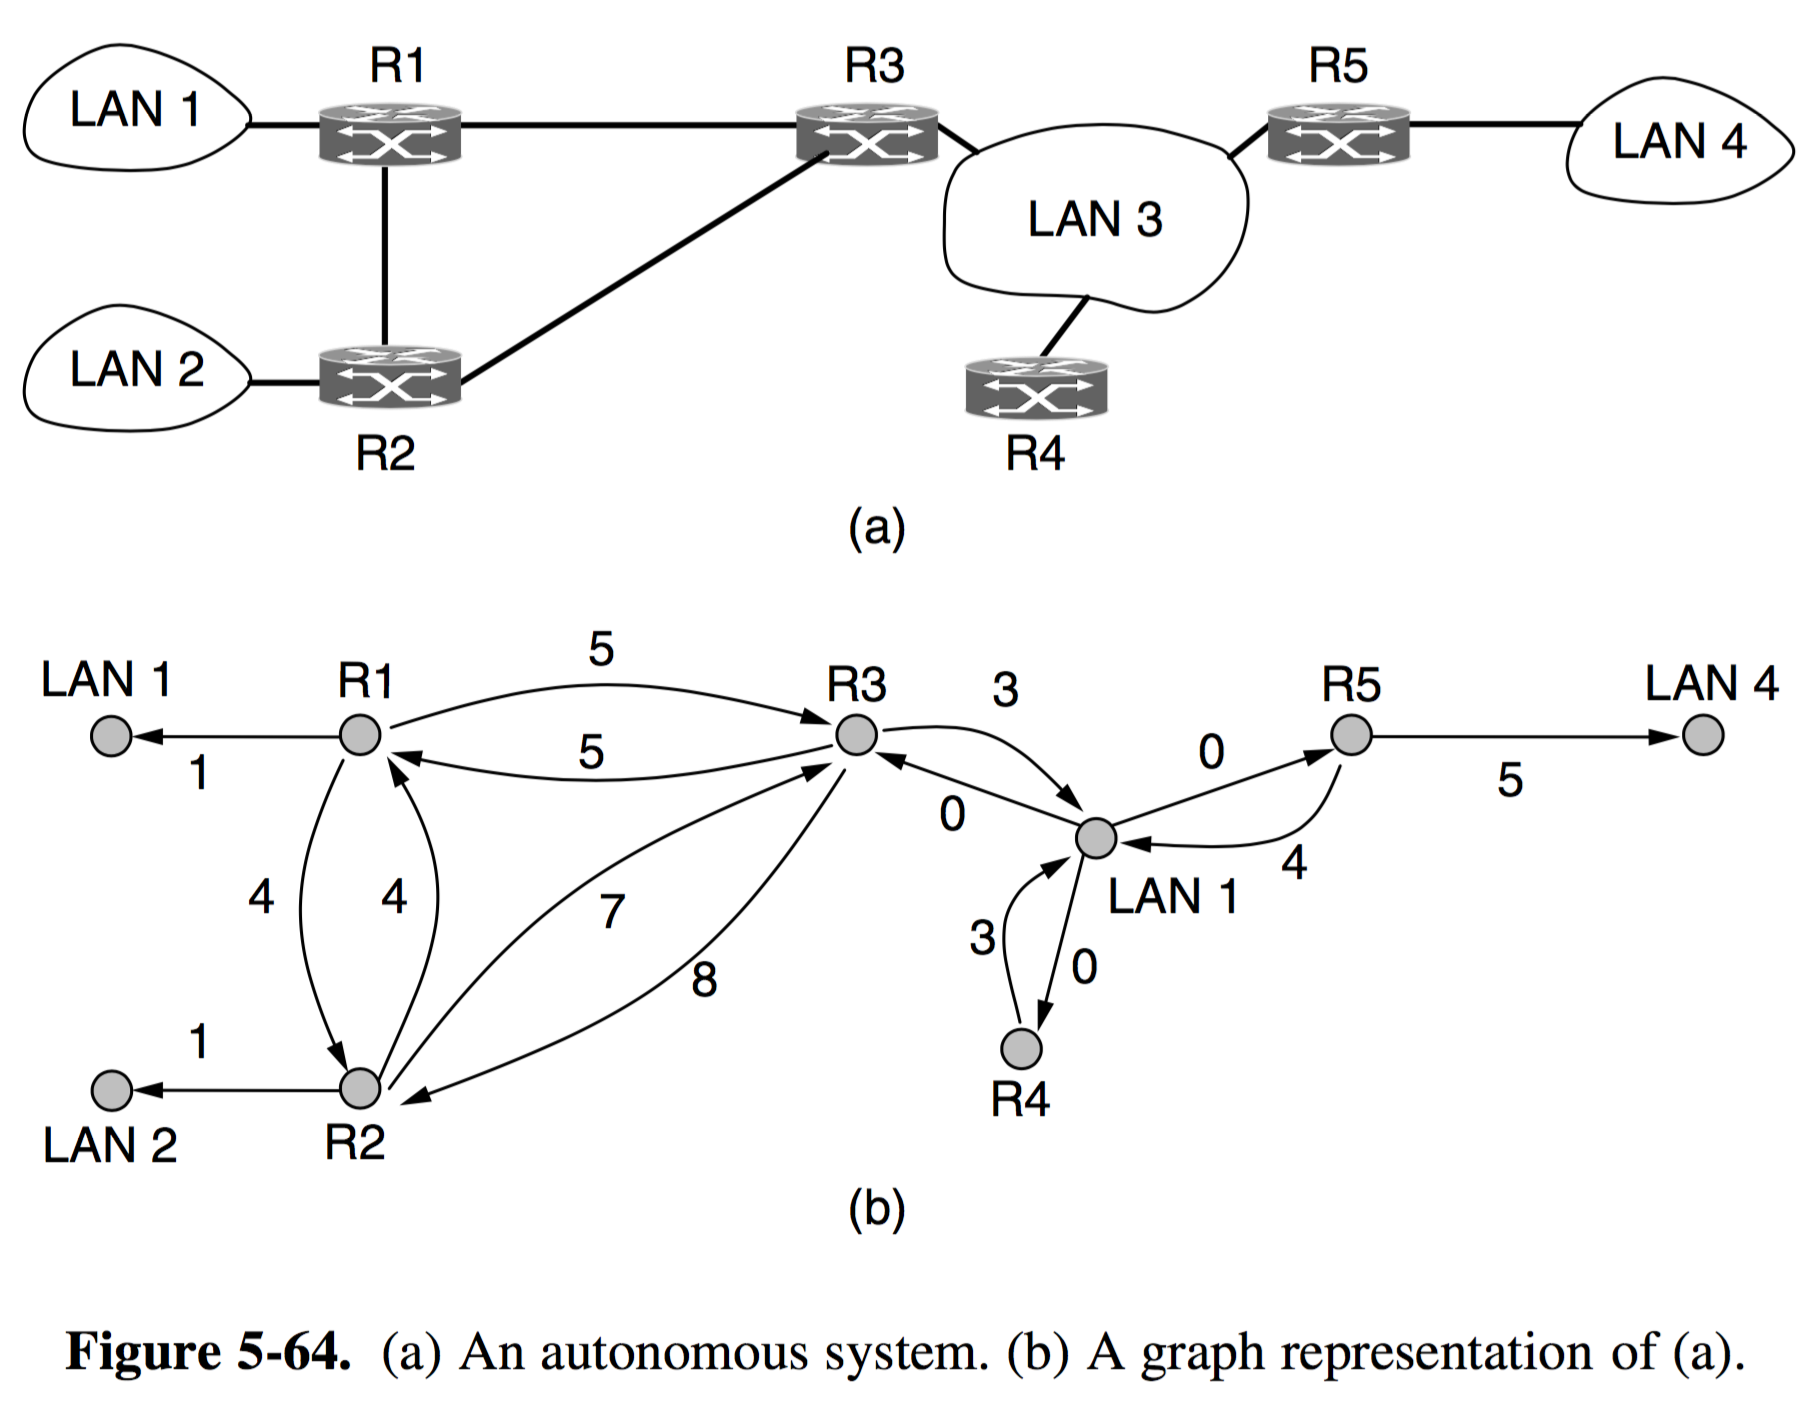 R1 R3 R5
LAN 1 LAN 4
LAN 3
LAN 2
R2 R4
(a)
5
LAN 1 R1 R3 3 R5 LAN 4
1 5 0 5
0
4 4 7 LAN 1 4
3 0
8
1
R4
LAN 2 R2
(b)
Figure 5-64. (a) An autonomous system. (b) A graph representation of (a).